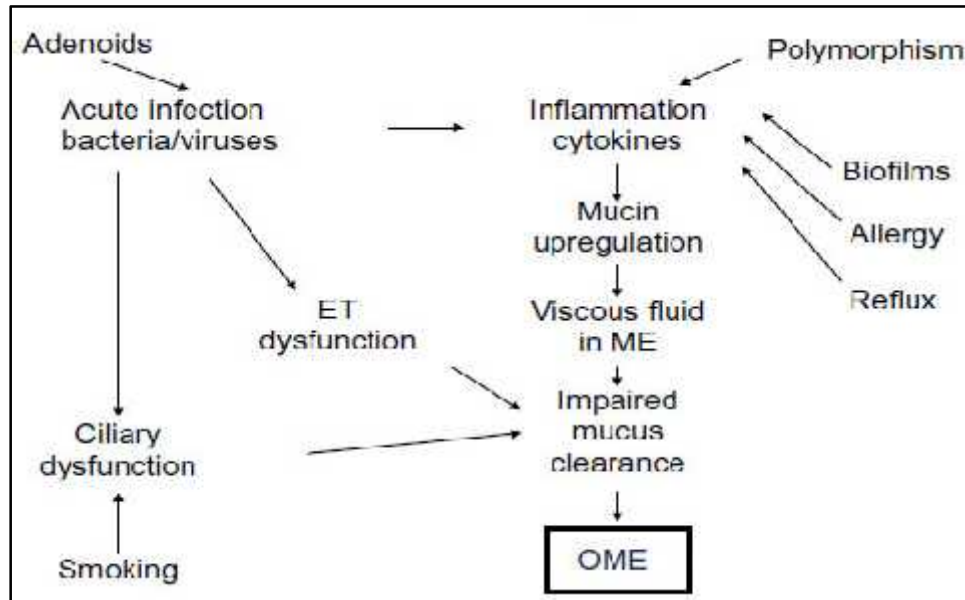 Adenoids
Polymorphism
Acute infection
bacteria/viruses
Inflammation
cytokines
Biofilms
Mucin
upregulation
Allergy
Reflux
ET
dysfunction
Viscous fluid
in ME
Impaired
mucus
clearance
Ciliary
dysfunction
OME
Smoking